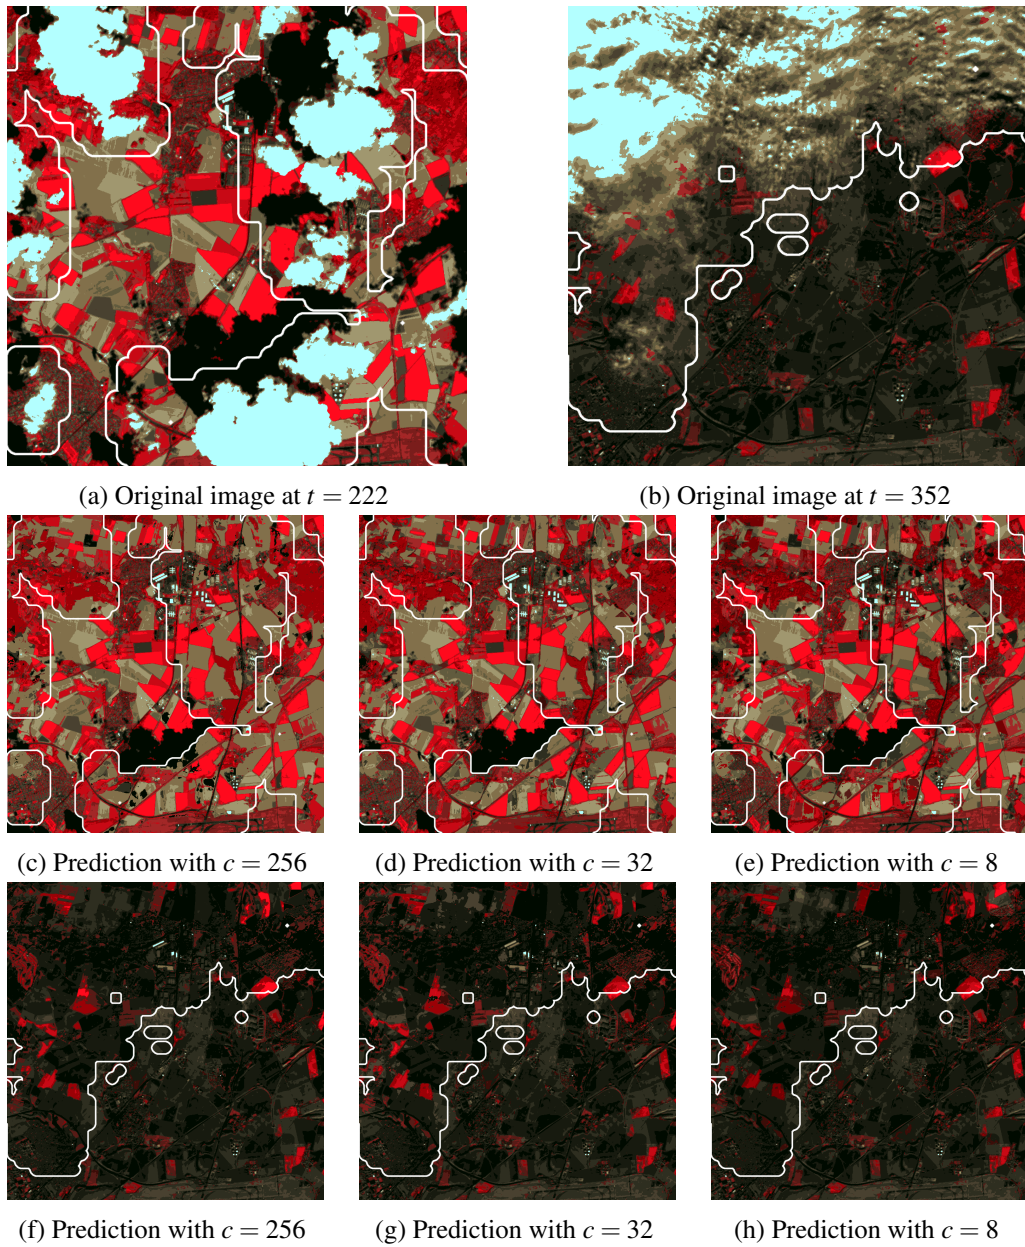 (a) Original image at t = 222
(b) Original image at t = 352
(c) Prediction with c = 256
(d) Prediction with c = 32
(e) Prediction with c = 8
(f) Prediction with c = 256
(g) Prediction with c = 32
(h) Prediction with c = 8